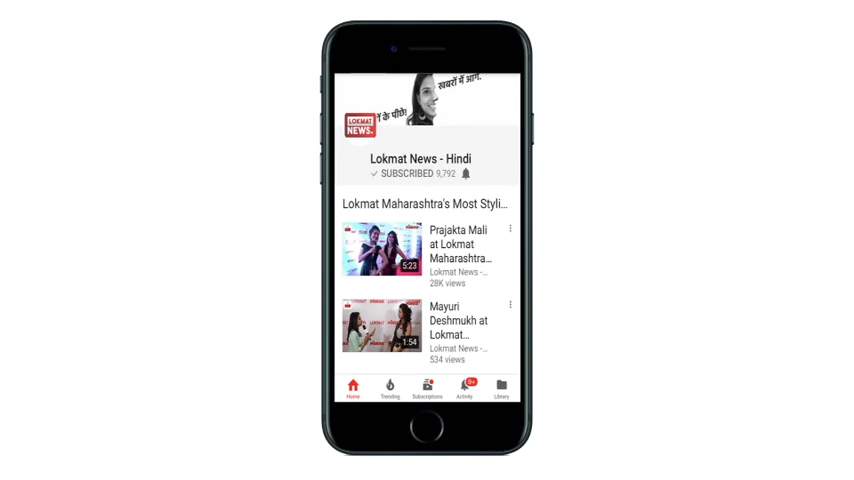 खबरों में आग.
के पीछे!
LOKMAT
NEWS.
Lokmat News - Hindi
SUBSCRIBED 9,792
Lokmat Maharashtra's Most Styli...
Prajakta Mali
at Lokmat
Maharashtra...
Lokmat News -...
28K views
5:23
Mayuri
Deshmukh at
Lokmat...
Lokmat News -...
534 views
1:54
9+
Home
Trending
Subscriptions
Activity
Library